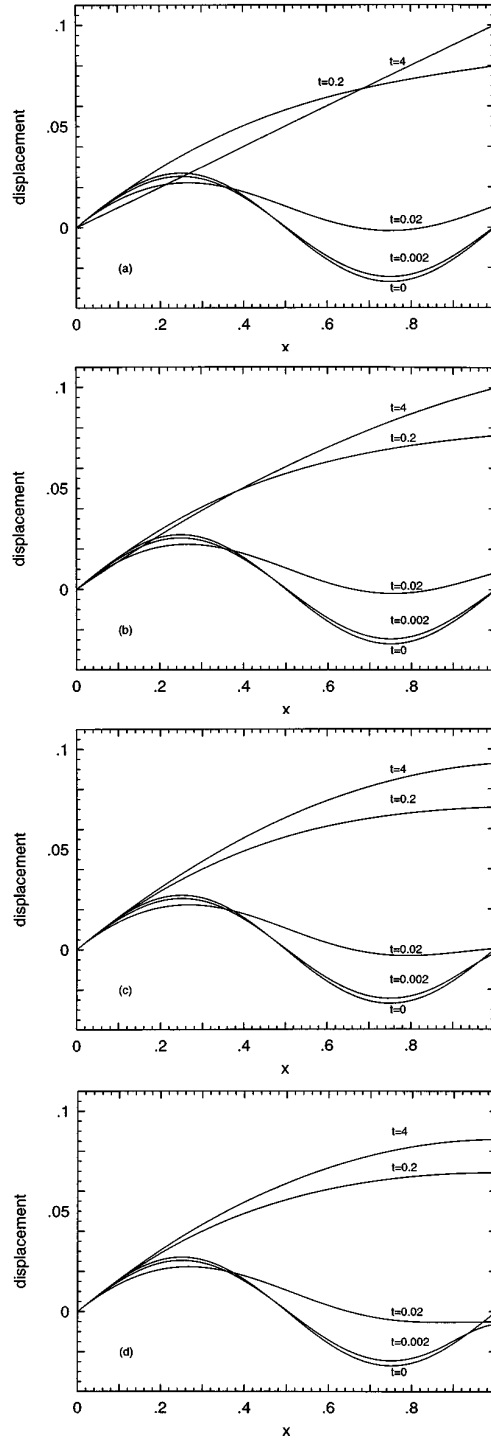 .1
t=4
t=0.2
.05
displacement
t=0.02
0
t=0.002
(a)
t=0
0 .2 .4 .6 .8
x
.1
t=4
t=0.2
.05
displacement
t=0.02
0
t=0.002
(b)
t=0
0 .2 .4 .6 .8
x
.1
t=4
t=0.2
.05
displacement
t=0.02
0
t=0.002
(c)
t=0
0 .2 .4 .6 .8
x
.1
t=4
t=0.2
.05
displacement
t=0.02
0
t=0.002
(d)
t=0
0 .2 .4 .6 .8
x